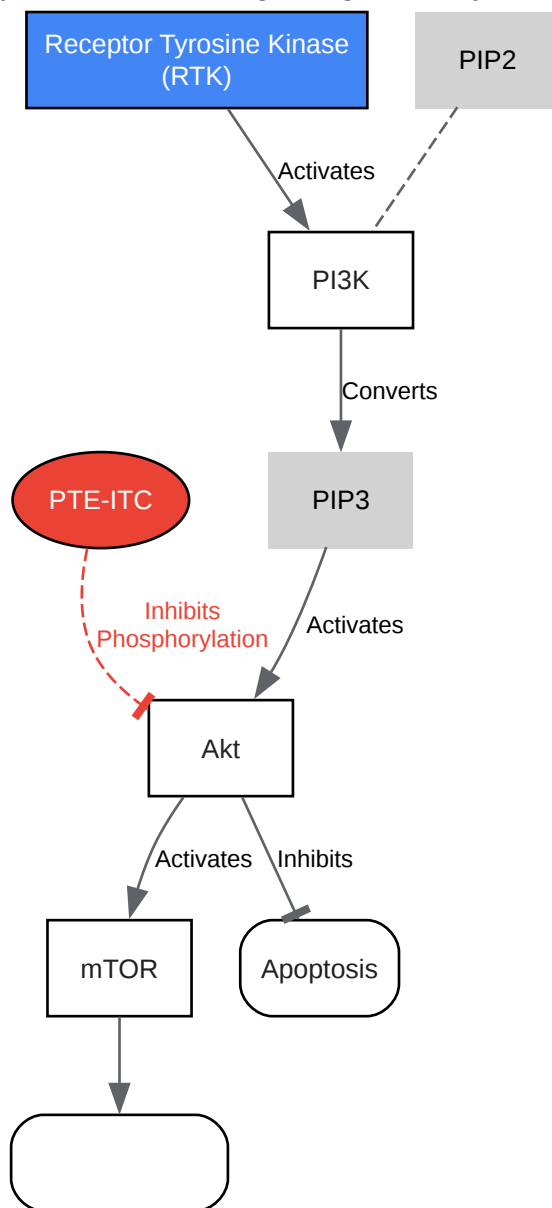 Receptor Tyrosine Kinase
(RTK)
PIP2
Activates
PI3K
Converts
PTE-ITC
PIP3
Inhibits
Phosphorylation
Activates
Akt
Activates
Inhibits
mTOR
Apoptosis